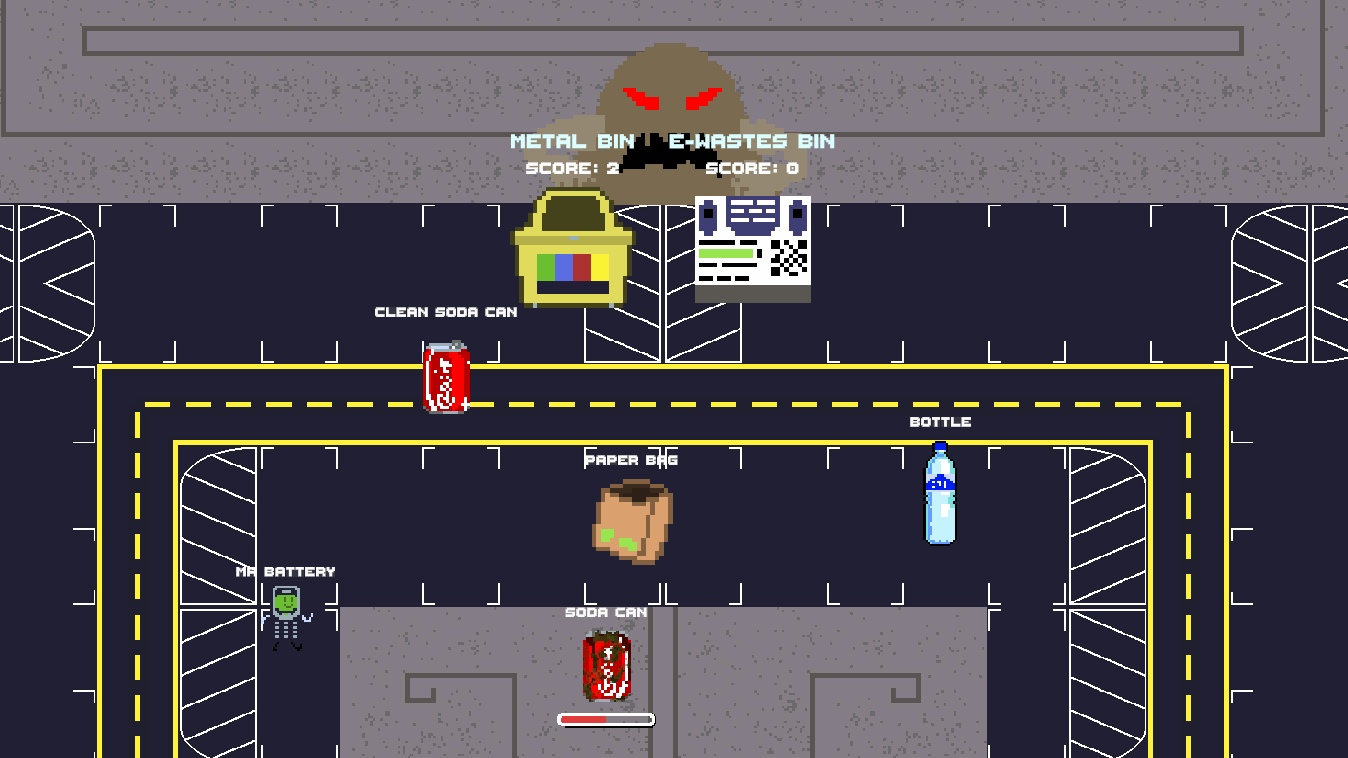 METAL BIN
E-WASTES BIN
SCORE: 2
SCORE: 0
CLEAN SODA CAN
BOTTLE
PAPER BAG
MR BATTERY
SODA CAN